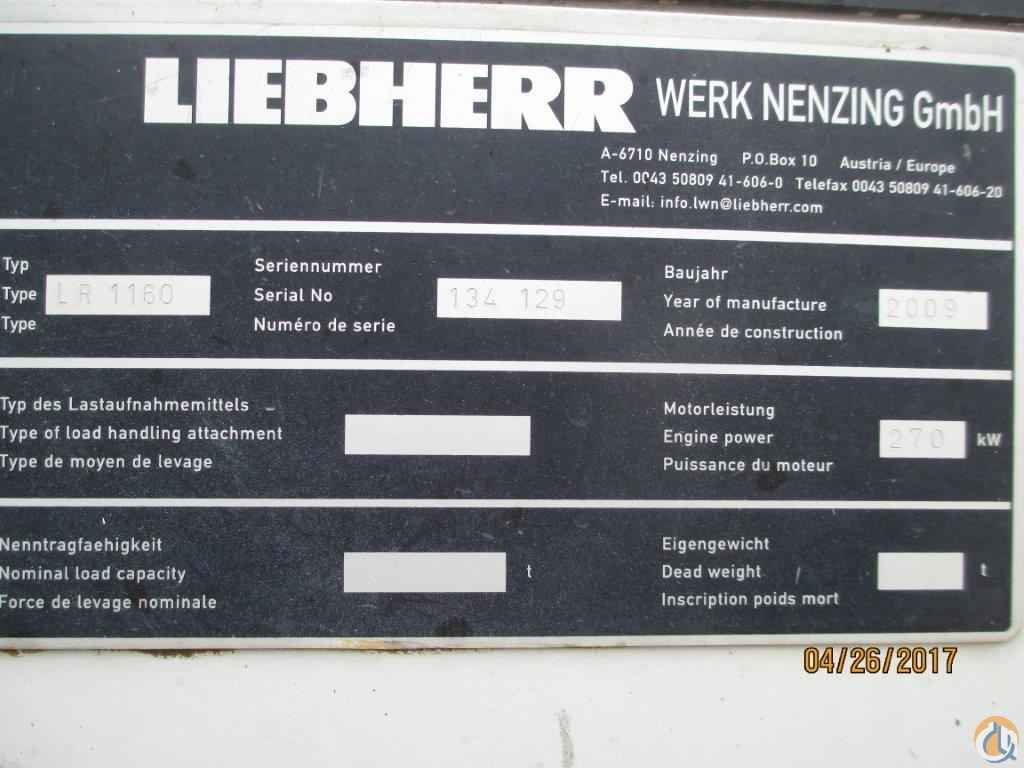 LIEBHERR WERK NENZING GmbH
A-6710 Nenzing P.O.Box 10 Austria / Europe
Tel. 0043 50809 41-606-0 Telefax 0043 50809 41-606-20
E-mail: info.lwn@liebherr.com
Typ
Type LR 1160
Type
Seriennummer
Serial No 134 129
Numéro de serie
Baujahr
Year of manufacture 2009
Année de construction
Typ des Lastaufnahmemittels
Type of load handling attachment
Type de moyen de levage
Motorleistung
Engine power 270 kW
Puissance du moteur
Nenntragfaehigkeit
Nominal load capacity t
Force de levage nominale
Eigengewicht
Dead weight t
Inscription poids mort
04/26/2017